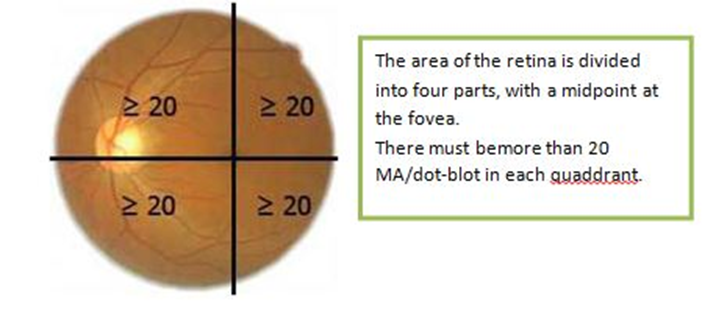 ≥ 20 ≥ 20
≥ 20 ≥ 20
The area of the retina is divided
into four parts, with a midpoint at
the fovea.
There must bemore than 20
MA/dot-blot in each quaddrant.